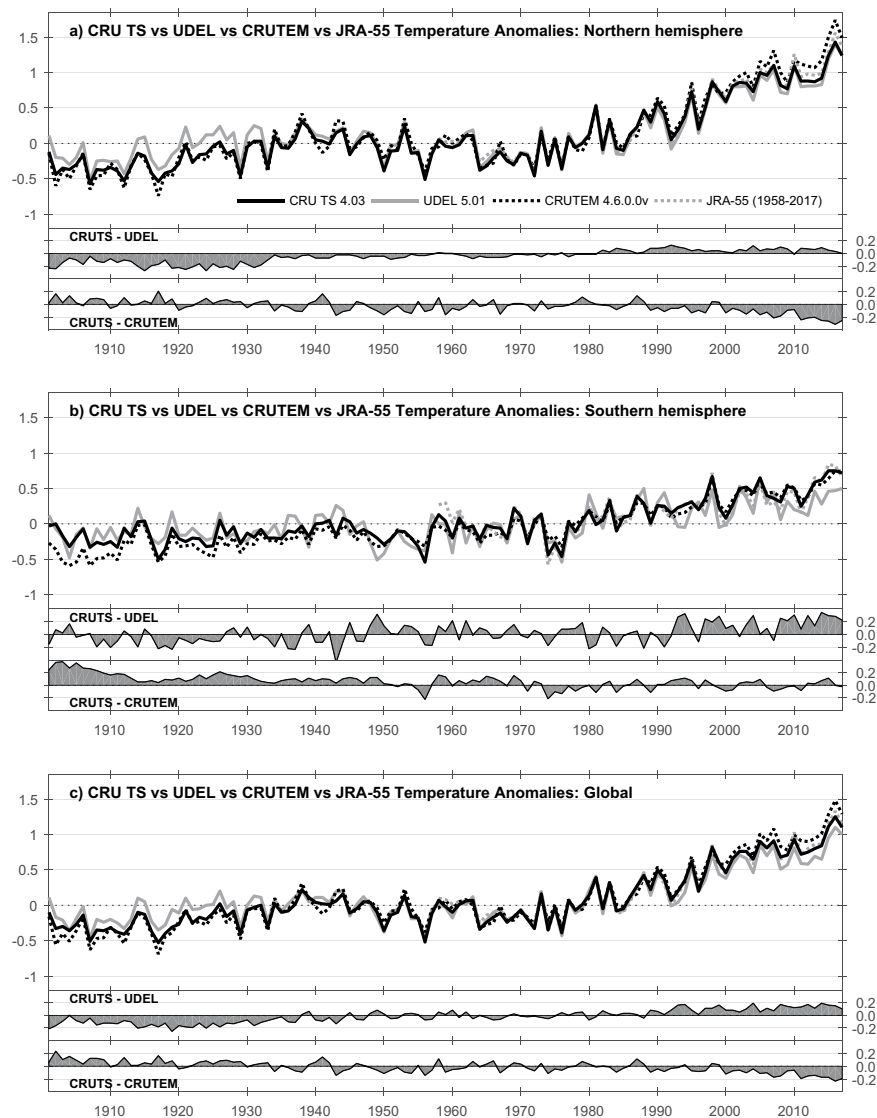 a) CRU TS vs UDEL vs CRUTEM vs JRA-55 Temperature Anomalies: Northern hemisphere
1.5
1
0.5
0
-0.5
-1
CRU TS 4.03 UDEL 5.01 CRUTEM 4.6.0.0v JRA-55 (1958-2017)
CRUTS - UDEL
0.2
0.0
-0.2
0.2
0.0
-0.2
CRUTS - CRUTEM
1910 1920 1930 1940 1950 1960 1970 1980 1990 2000 2010
b) CRU TS vs UDEL vs CRUTEM vs JRA-55 Temperature Anomalies: Southern hemisphere
1.5
1
0.5
0
-0.5
-1
CRUTS - UDEL
0.2
0.0
-0.2
0.2
0.0
-0.2
CRUTS - CRUTEM
1910 1920 1930 1940 1950 1960 1970 1980 1990 2000 2010
c) CRU TS vs UDEL vs CRUTEM vs JRA-55 Temperature Anomalies: Global
1.5
1
0.5
0
-0.5
-1
CRUTS - UDEL
0.2
0.0
-0.2
0.2
0.0
-0.2
CRUTS - CRUTEM
1910 1920 1930 1940 1950 1960 1970 1980 1990 2000 2010